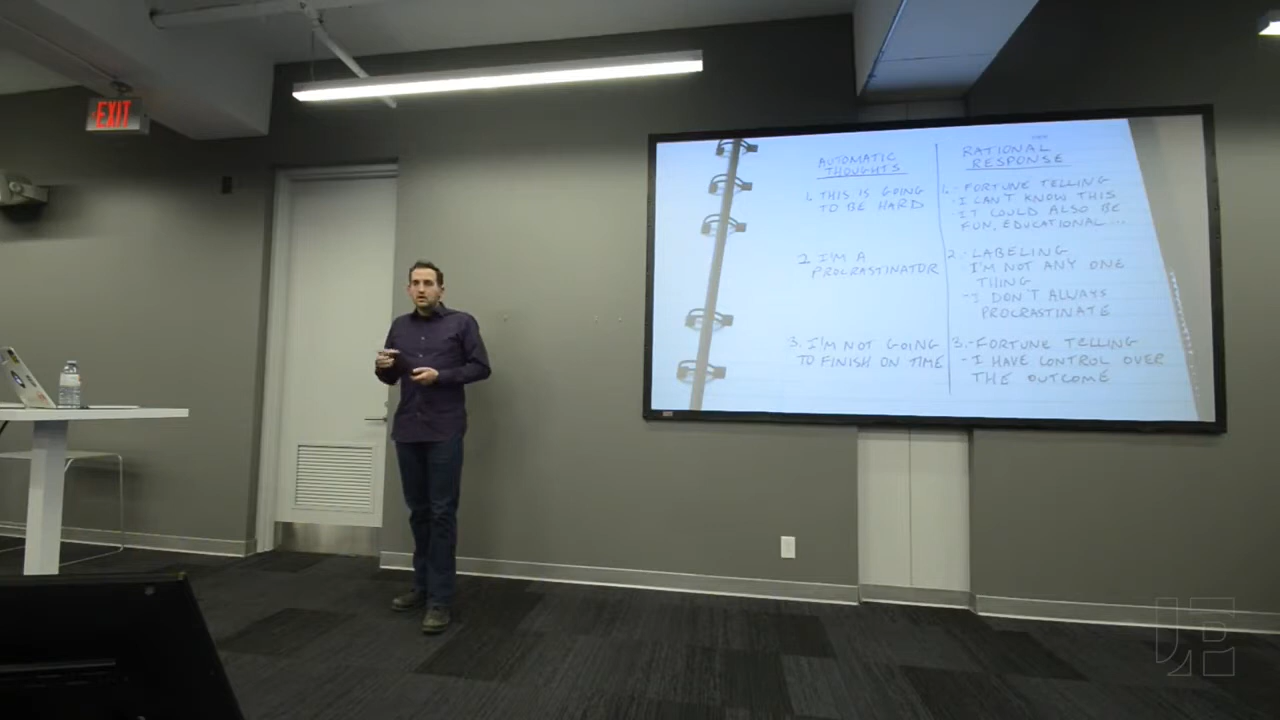 EXIT
AUTOMATIC
THOUGHTS
1. THIS IS GOING
TO BE HARD
2. I'M A
PROCRASTINATOR
3. I'M NOT GOING
TO FINISH ON TIME
RATIONAL
RESPONSE
1. - FORTUNE TELLING
- I CAN'T KNOW THIS
- IT COULD ALSO BE
FUN, EDUCATIONAL...
2. - LABELING
I'M NOT ANY ONE
THING
- I DON'T ALWAYS
PROCRASTINATE
3. - FORTUNE TELLING
- I HAVE CONTROL OVER
THE OUTCOME